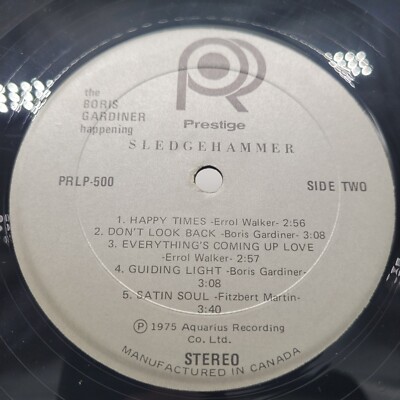 the
BORIS
GARDINER
happening
Prestige
SLEDGEHAMMER
PRLP-500
SIDE TWO
1. HAPPY TIMES -Errol Walker- 2:56
2. DON'T LOOK BACK -Boris Gardiner- 3:08
3. EVERYTHING'S COMING UP LOVE
-Errol Walker- 2:57
4. GUIDING LIGHT -Boris Gardiner-
3:08
5. SATIN SOUL -Fitzbert Martin-
3:40
Ⓟ 1975 Aquarius Recording
Co. Ltd.
STEREO
MANUFACTURED IN CANADA